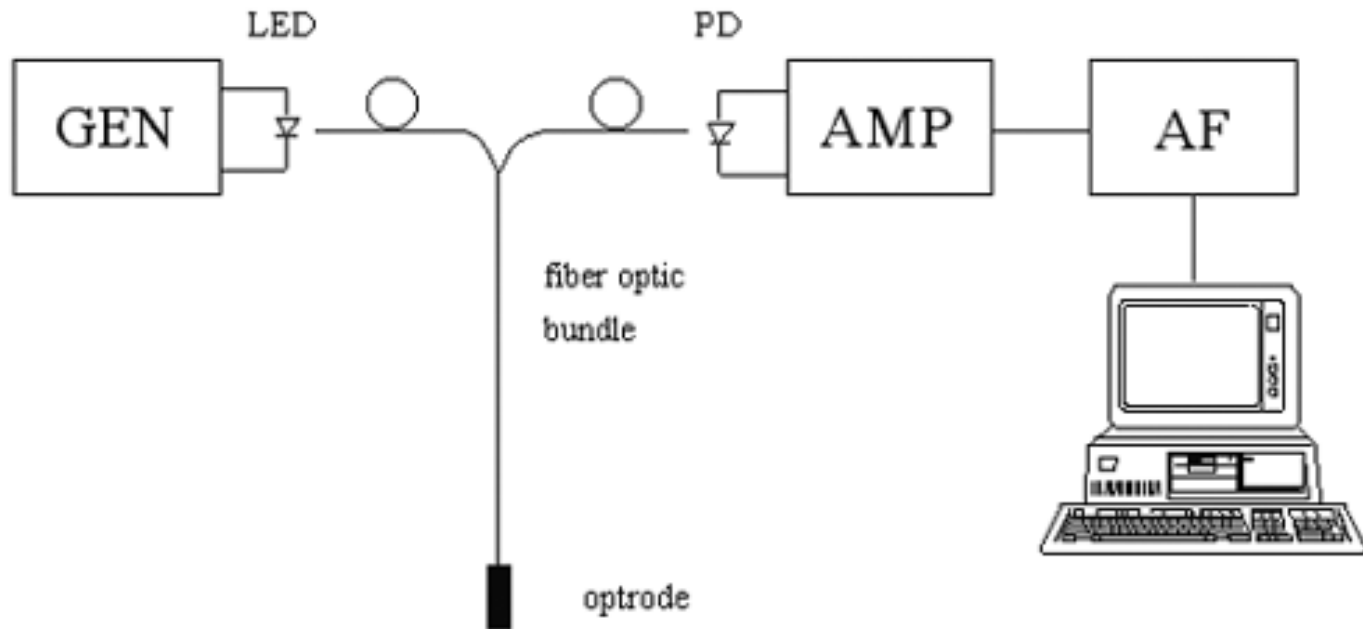 LED
PD
GEN
AMP
AF
fiber optic
bundle
optrode